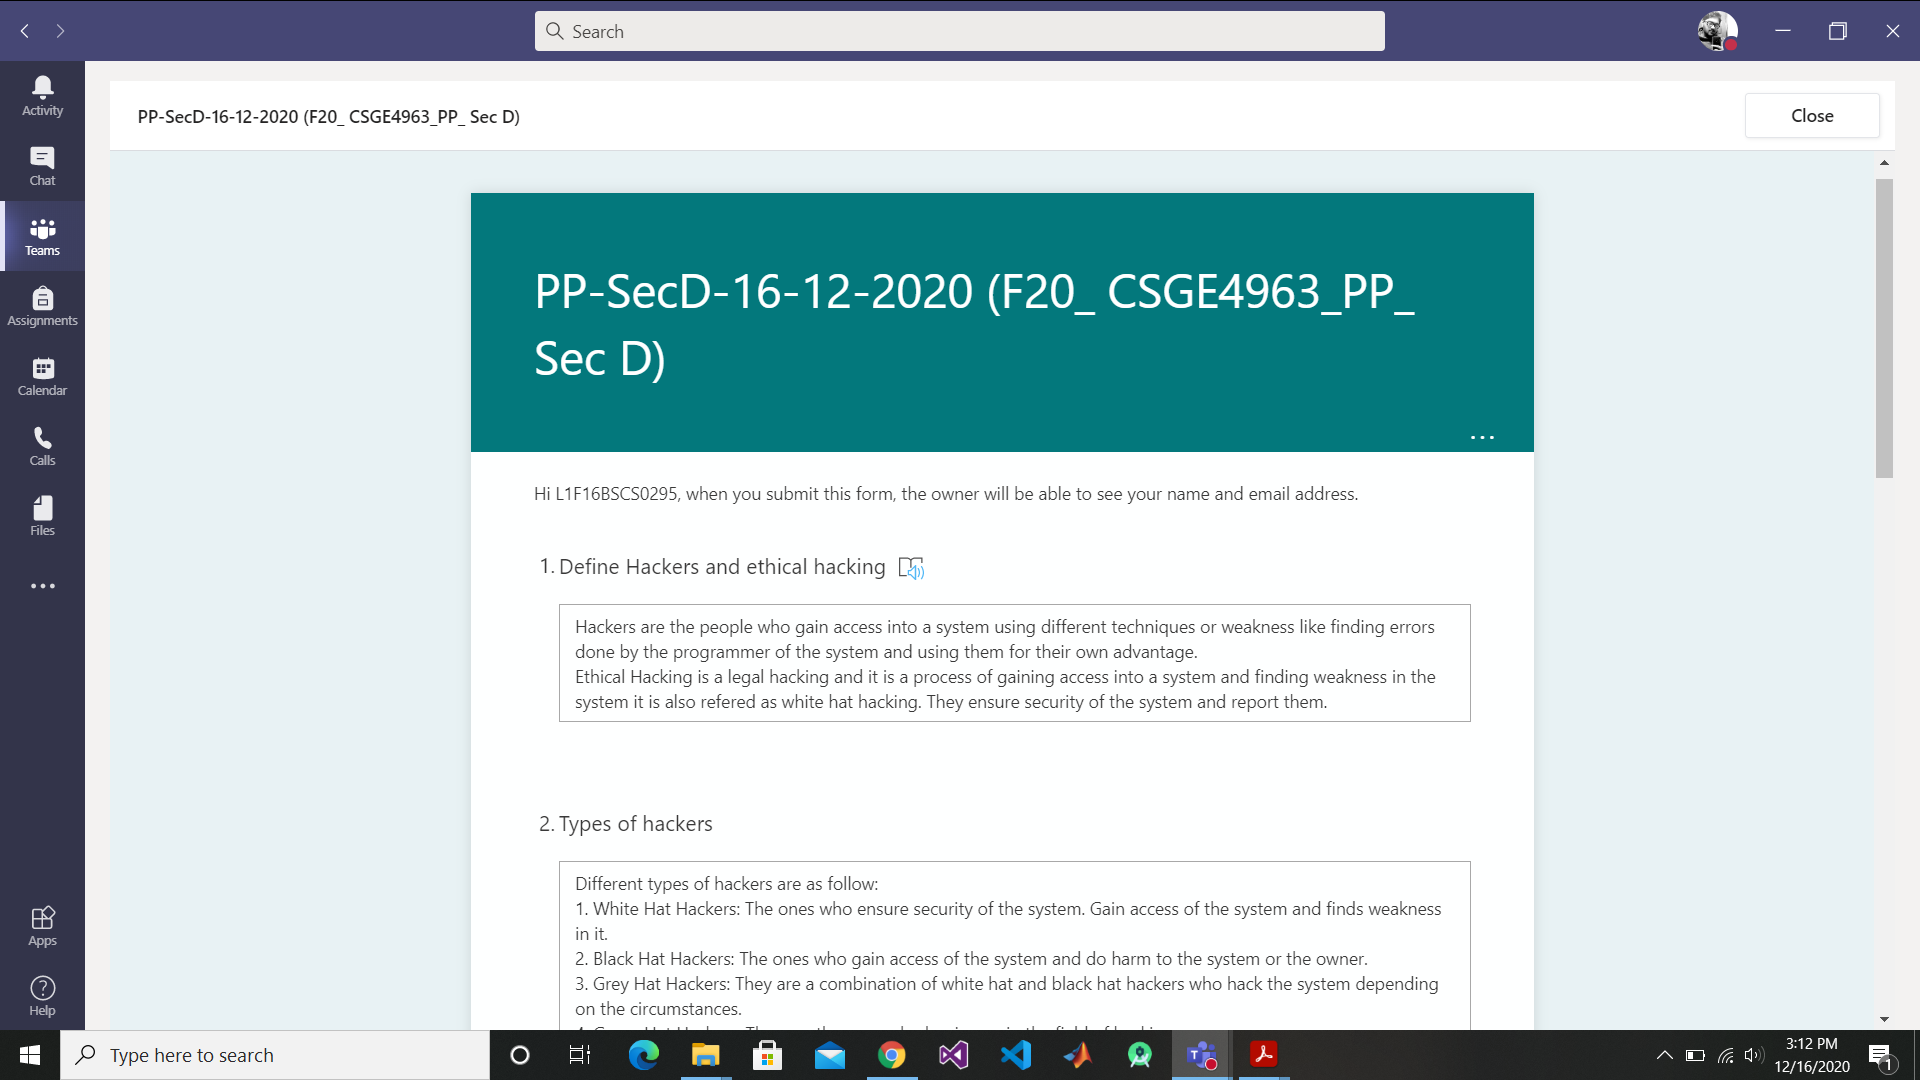 Search
Activity
Chat
Teams
Assignments
Calendar
Calls
Files
Apps
Help
PP-SecD-16-12-2020 (F20_ CSGE4963_PP_ Sec D)
Close
PP-SecD-16-12-2020 (F20_ CSGE4963_PP_
Sec D)
Hi L1F16BSCS0295, when you submit this form, the owner will be able to see your name and email address.
1. Define Hackers and ethical hacking
Hackers are the people who gain access into a system using different techniques or weakness like finding errors
done by the programmer of the system and using them for their own advantage.
Ethical Hacking is a legal hacking and it is a process of gaining access into a system and finding weakness in the
system it is also refered as white hat hacking. They ensure security of the system and report them.
2. Types of hackers
Different types of hackers are as follow:
1. White Hat Hackers: The ones who ensure security of the system. Gain access of the system and finds weakness
in it.
2. Black Hat Hackers: The ones who gain access of the system and do harm to the system or the owner.
3. Grey Hat Hackers: They are a combination of white hat and black hat hackers who hack the system depending
on the circumstances.
Type here to search
3:12 PM
12/16/2020
1